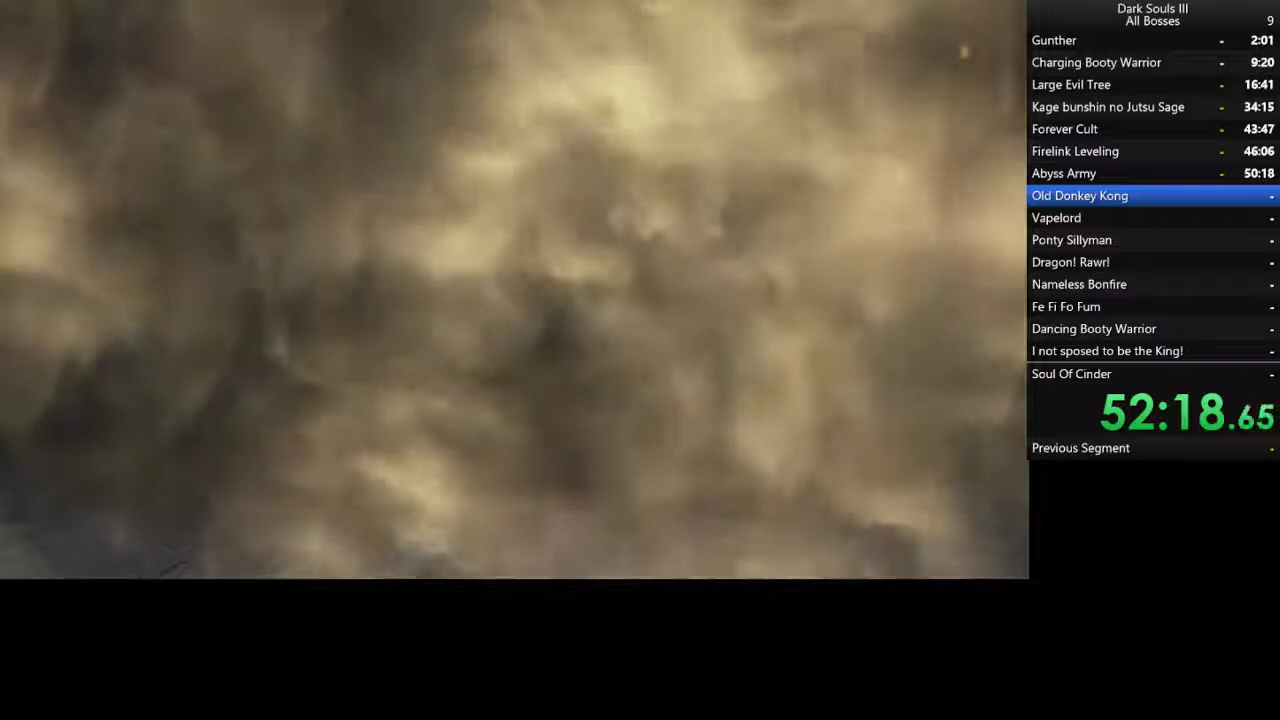 Dark Souls III
All Bosses 9
Gunther - 2:01
Charging Booty Warrior - 9:20
Large Evil Tree - 16:41
Kage bunshin no Jutsu Sage - 34:15
Forever Cult - 43:47
Firelink Leveling - 46:06
Abyss Army - 50:18
Old Donkey Kong -
Vapelord -
Ponty Sillyman -
Dragon! Rawr! -
Nameless Bonfire -
Fe Fi Fo Fum -
Dancing Booty Warrior -
I not sposed to be the King! -
Soul Of Cinder -
52:18.65
Previous Segment -